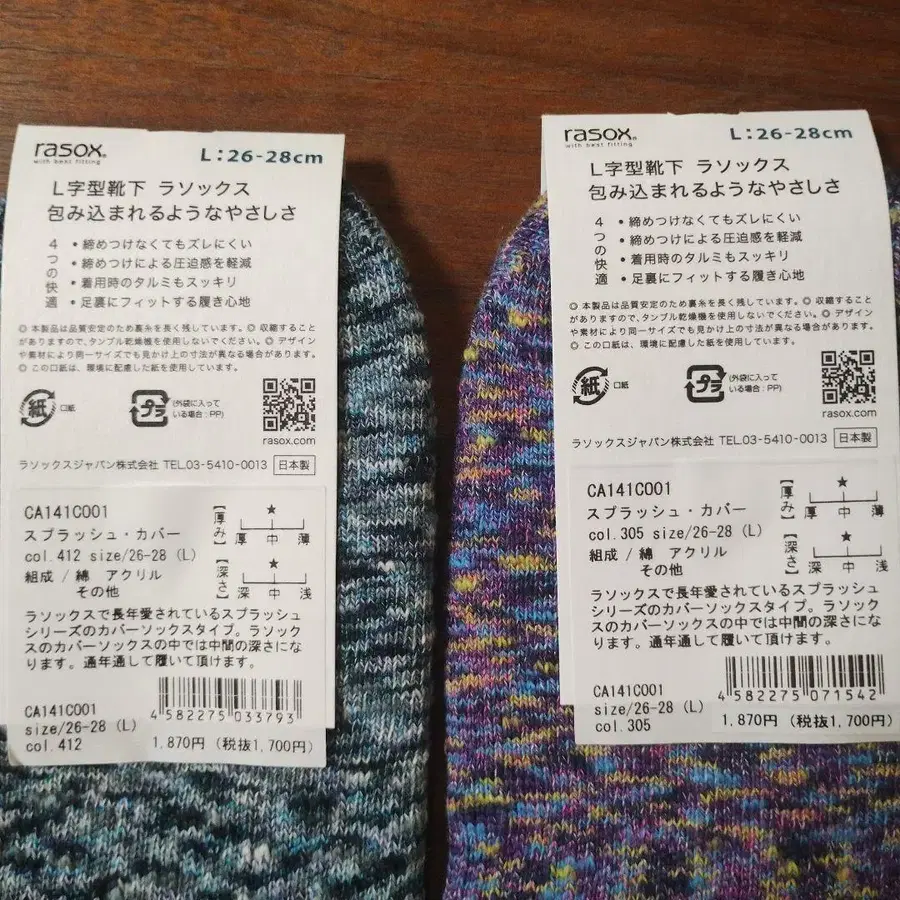 rasox
with best fitting
L:26-28cm
L字型靴下 ラソックス
包み込まれるようなやさしさ
4つの快適
・締めつけなくてもズレにくい
・締めつけによる圧迫感を軽減
・着用時のタルミもスッキリ
・足裏にフィットする履き心地
◎本製品は品質安定のため裏糸を長く残しています。◎収縮すること
がありますので、タンブル乾燥機を使用しないでください。◎デザイン
や素材により同一サイズでも見かけ上の寸法が異なる場合があります。
◎この口紙は、環境に配慮した紙を使用しています。
紙 口紙
プラ (外袋に入って
いる場合:PP)
rasox.com
ラソックスジャパン株式会社 TEL.03-5410-0013 日本製
CA141C001
スプラッシュ・カバー
col.412 size/26-28 (L)
組成 / 綿 アクリル
その他
【厚み】
★
厚 中 薄
【深さ】
★
深 中 浅
ラソックスで長年愛されているスプラッシュ
シリーズのカバーソックスタイプ。ラソック
スのカバーソックスの中では中間の深さにな
ります。通年通して履いて頂けます。
CA141C001
size/26-28 (L)
col.412
4 582275 033793
1,870円 (税抜1,700円)
rasox
with best fitting
L:26-28cm
L字型靴下 ラソックス
包み込まれるようなやさしさ
4つの快適
・締めつけなくてもズレにくい
・締めつけによる圧迫感を軽減
・着用時のタルミもスッキリ
・足裏にフィットする履き心地
◎本製品は品質安定のため裏糸を長く残しています。◎収縮すること
がありますので、タンブル乾燥機を使用しないでください。◎デザイン
や素材により同一サイズでも見かけ上の寸法が異なる場合があります。
◎この口紙は、環境に配慮した紙を使用しています。
紙 口紙
プラ (外袋に入って
いる場合:PP)
rasox.com
ラソックスジャパン株式会社 TEL.03-5410-0013 日本製
CA141C001
スプラッシュ・カバー
col.305 size/26-28 (L)
組成 / 綿 アクリル
その他
【厚み】
★
厚 中 薄
【深さ】
★
深 中 浅
ラソックスで長年愛されているスプラッシュ
シリーズのカバーソックスタイプ。ラソック
スのカバーソックスの中では中間の深さにな
ります。通年通して履いて頂けます。
CA141C001
size/26-28 (L)
col.305
4 582275 071542
1,870円 (税抜1,700円)